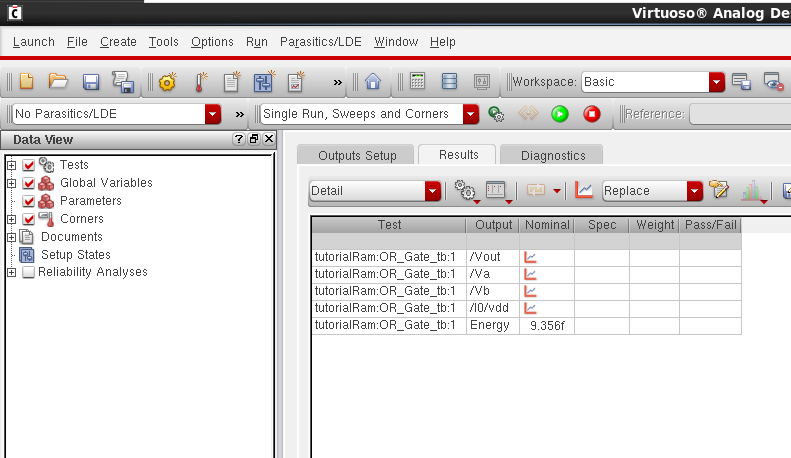 Virtuoso® Analog De
Launch File Create Tools Options Run Parasitics/LDE Window Help
» Workspace: Basic
No Parasitics/LDE » Single Run, Sweeps and Corners Reference:
Data View
Outputs Setup Results Diagnostics
Tests
Global Variables
Parameters
Corners
Documents
Setup States
Reliability Analyses
Detail Replace
Test Output Nominal Spec Weight Pass/Fail
tutorialRam:OR_Gate_tb:1 /Vout
tutorialRam:OR_Gate_tb:1 /Va
tutorialRam:OR_Gate_tb:1 /Vb
tutorialRam:OR_Gate_tb:1 /I0/vdd
tutorialRam:OR_Gate_tb:1 Energy 9.356f